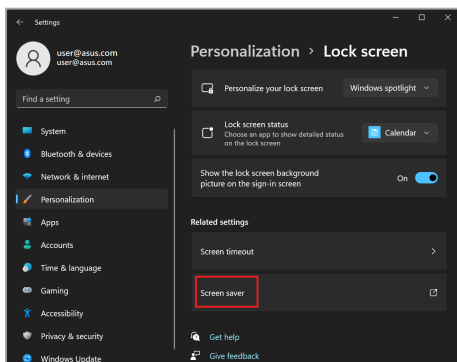 Settings
user@asus.com
user@asus.com
Find a setting
System
Bluetooth & devices
Network & internet
Personalization
Apps
Accounts
Time & language
Gaming
Accessibility
Privacy & security
Windows Update
Personalization > Lock screen
Personalize your lock screen
Windows spotlight
Lock screen status
Choose an app to show detailed status
on the lock screen
Calendar
Show the lock screen background
picture on the sign-in screen
On
Related settings
Screen timeout
Screen saver
Get help
Give feedback